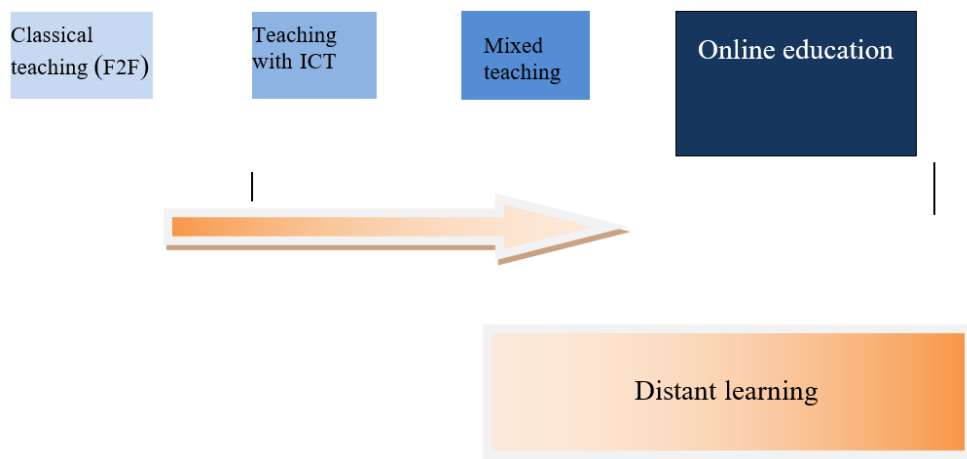 Classical
teaching (F2F)
Teaching
with ICT
Mixed
teaching
Online education
Distant learning